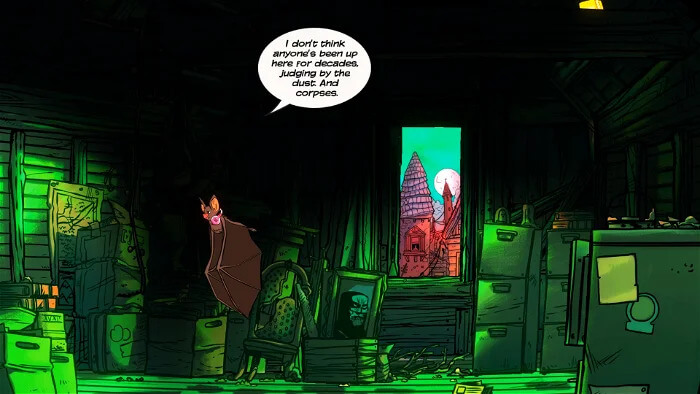 I don't think
anyone's been up
here for decades,
judging by the
dust. And
corpses.